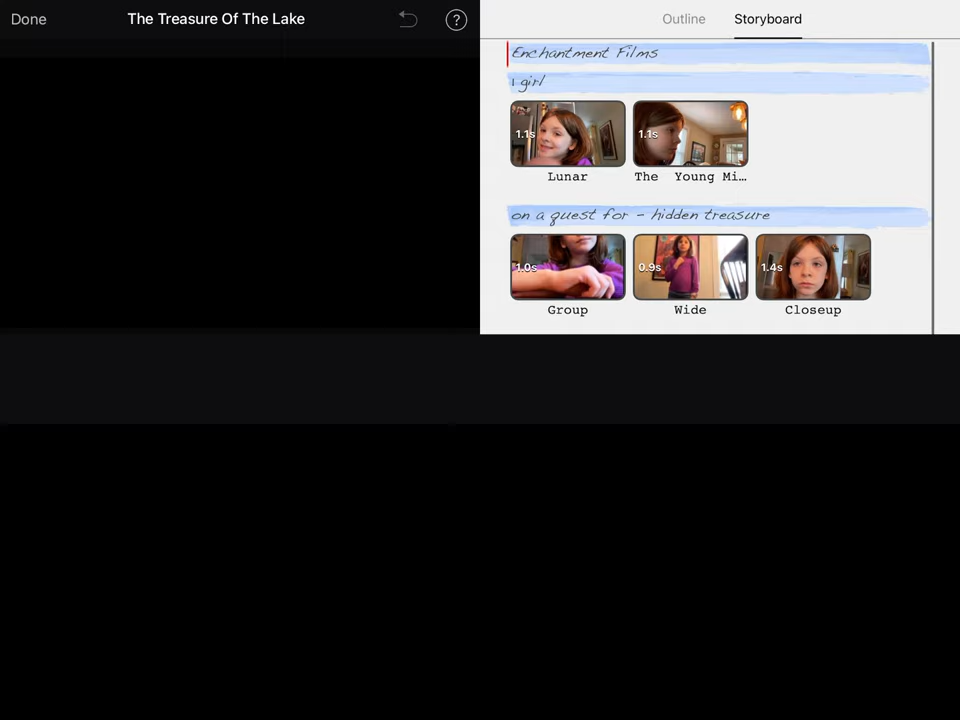 Done
The Treasure Of The Lake
?
Outline
Storyboard
Enchantment Films
1 girl
1.1s
1.1s
Lunar
The Young Mi...
on a quest for - hidden treasure
1.0s
0.9s
1.4s
Group
Wide
Closeup